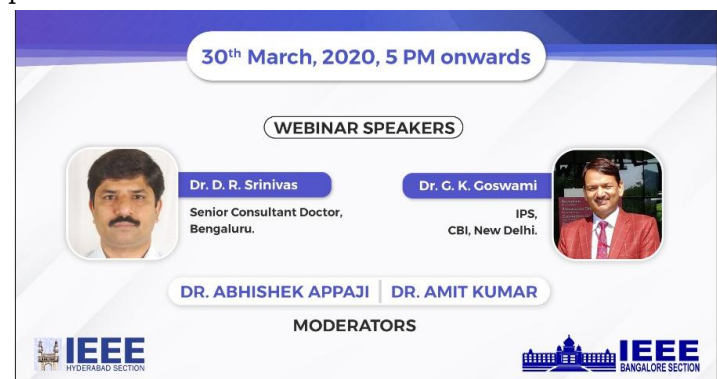 30th March, 2020, 5 PM onwards
WEBINAR SPEAKERS
Dr. D. R. Srinivas
Senior Consultant Doctor,
Bengaluru.
Dr. G. K. Goswami
IPS,
CBI, New Delhi.
DR. ABHISHEK APPAJI | DR. AMIT KUMAR
MODERATORS
IEEE
HYDERABAD SECTION
IEEE
BANGALORE SECTION